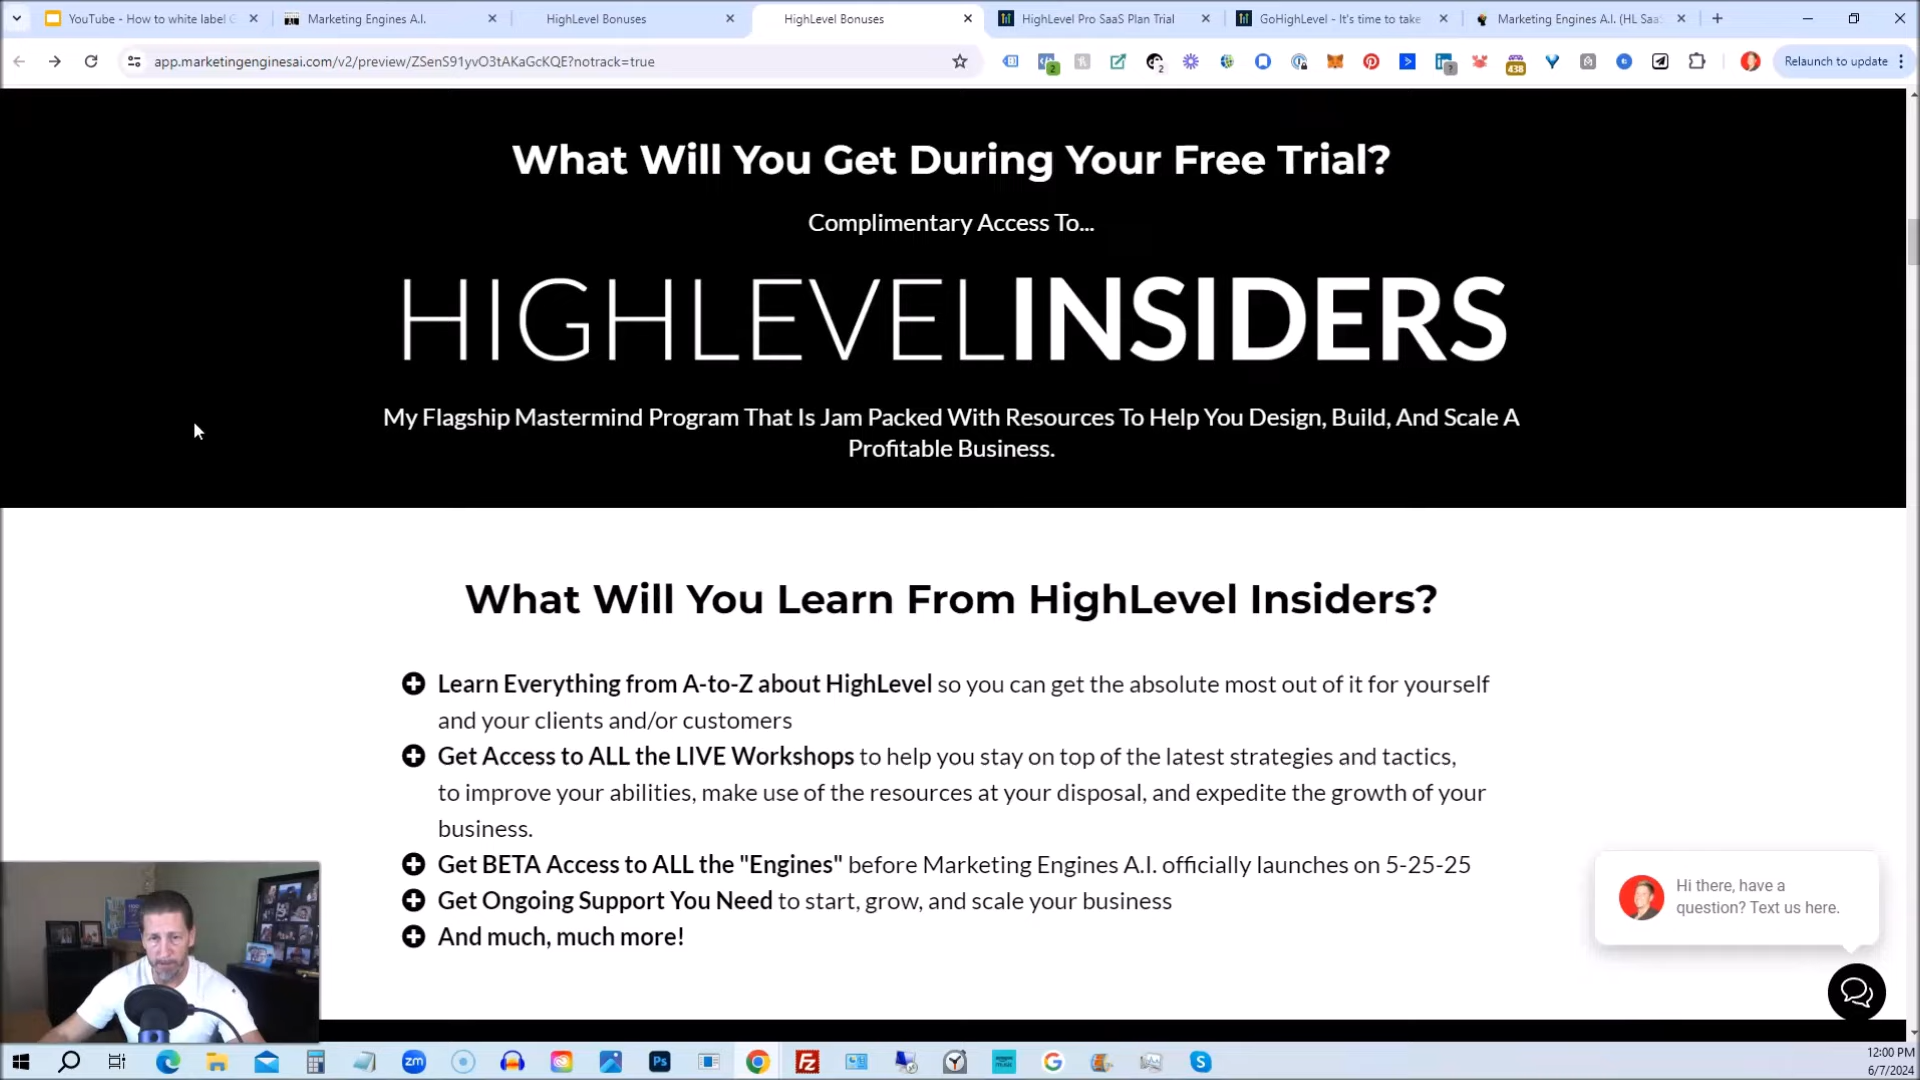 YouTube - How to white label G
Marketing Engines A.I.
HighLevel Bonuses
HighLevel Bonuses
HighLevel Pro SaaS Plan Trial
GoHighLevel - It's time to take
Marketing Engines A.I. (HL Saa
app.marketingenginesai.com/v2/preview/ZSenS91yvO3tAKaGcKQE?notrack=true
2
2
?
438
Relaunch to update
What Will You Get During Your Free Trial?
Complimentary Access To...
HIGHLEVELINSIDERS
My Flagship Mastermind Program That Is Jam Packed With Resources To Help You Design, Build, And Scale A
Profitable Business.
What Will You Learn From HighLevel Insiders?
Learn Everything from A-to-Z about HighLevel so you can get the absolute most out of it for yourself
and your clients and/or customers
Get Access to ALL the LIVE Workshops to help you stay on top of the latest strategies and tactics,
to improve your abilities, make use of the resources at your disposal, and expedite the growth of your
business.
Get BETA Access to ALL the "Engines" before Marketing Engines A.I. officially launches on 5-25-25
Get Ongoing Support You Need to start, grow, and scale your business
And much, much more!
Hi there, have a
question? Text us here.
zm
Ps
Fz
12:00 PM
6/7/2024